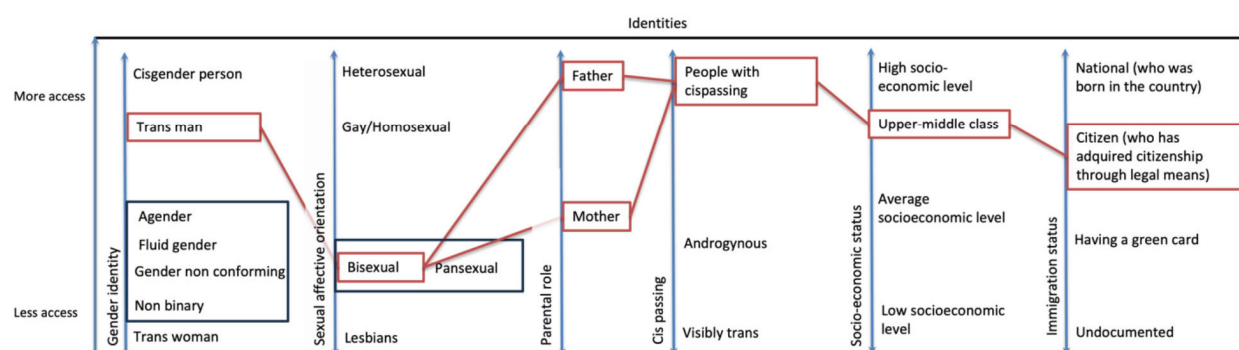 Identities
More access
Less access
Gender identity
Cisgender person
Trans man
Agender
Fluid gender
Gender non conforming
Non binary
Trans woman
Sexual affective orientation
Heterosexual
Gay/Homosexual
Bisexual
Pansexual
Lesbians
Parental role
Father
Mother
Cis passing
People with
cispassing
Androgynous
Visibly trans
Socio-economic status
High socio-
economic level
Upper-middle class
Average
socioeconomic level
Low socioeconomic
level
Immigration status
National (who was
born in the country)
Citizen (who has
adquired citizenship
through legal means)
Having a green card
Undocumented